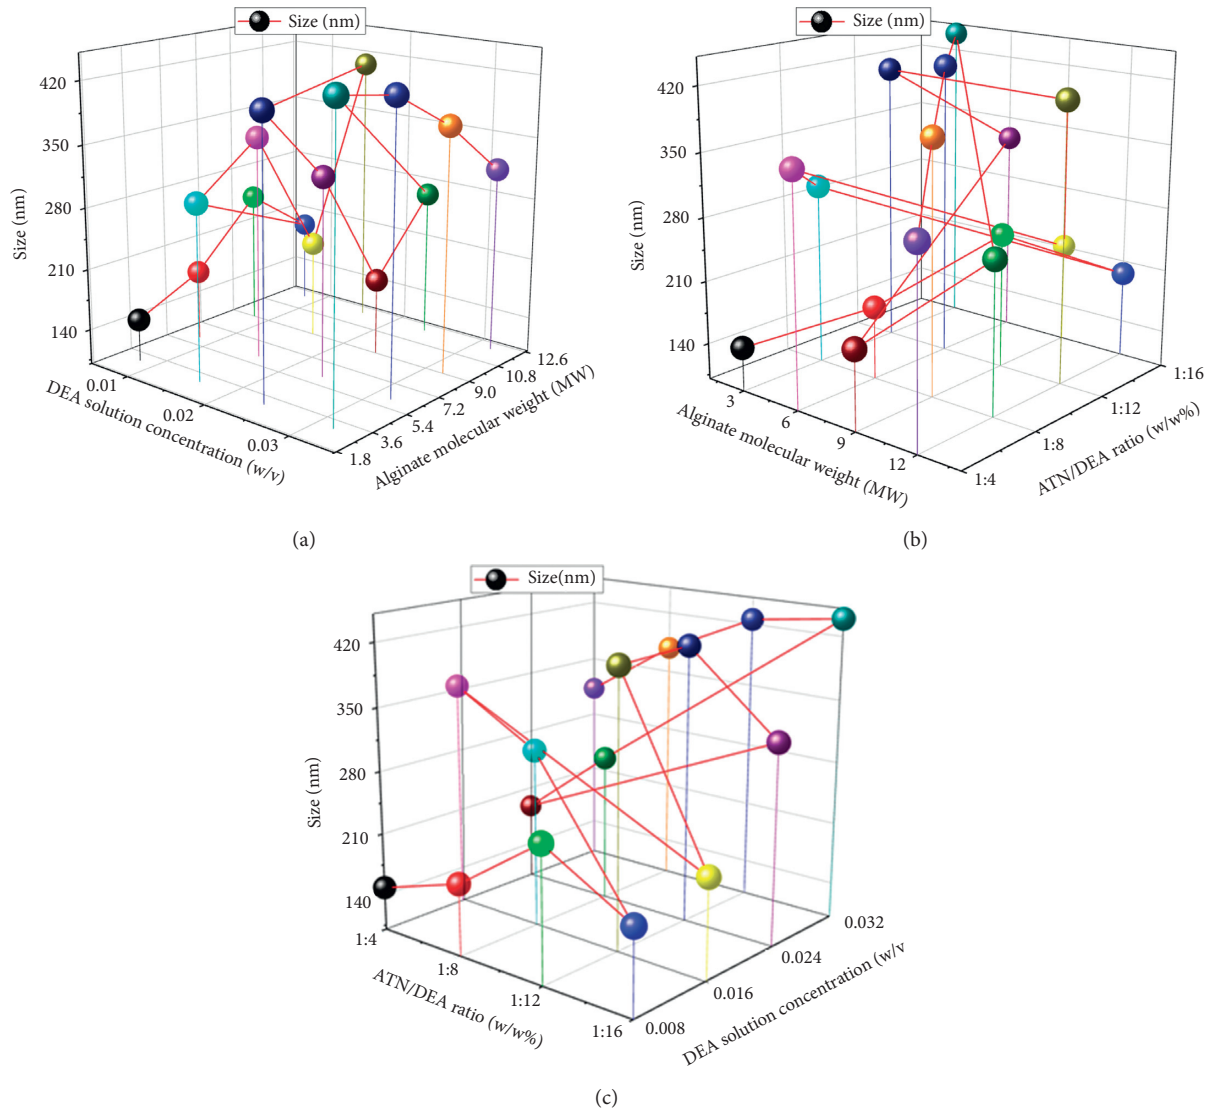 Size (nm)
420
350
280
210
140
Size (nm)
0.01
0.02
0.03
DEA solution concentration (w/v)
1.8
3.6
5.4
7.2
9.0
10.8
12.6
Alginate molecular weight (MW)
(a)
Size (nm)
420
350
280
210
140
Size (nm)
3
6
9
12
Alginate molecular weight (MW)
1:4
1:8
1:12
1:16
ATN/DEA ratio (w/w%)
(b)
Size(nm)
420
350
280
210
140
Size (nm)
1:4
1:8
1:12
1:16
ATN/DEA ratio (w/w%)
0.008
0.016
0.024
0.032
DEA solution concentration (w/v
(c)